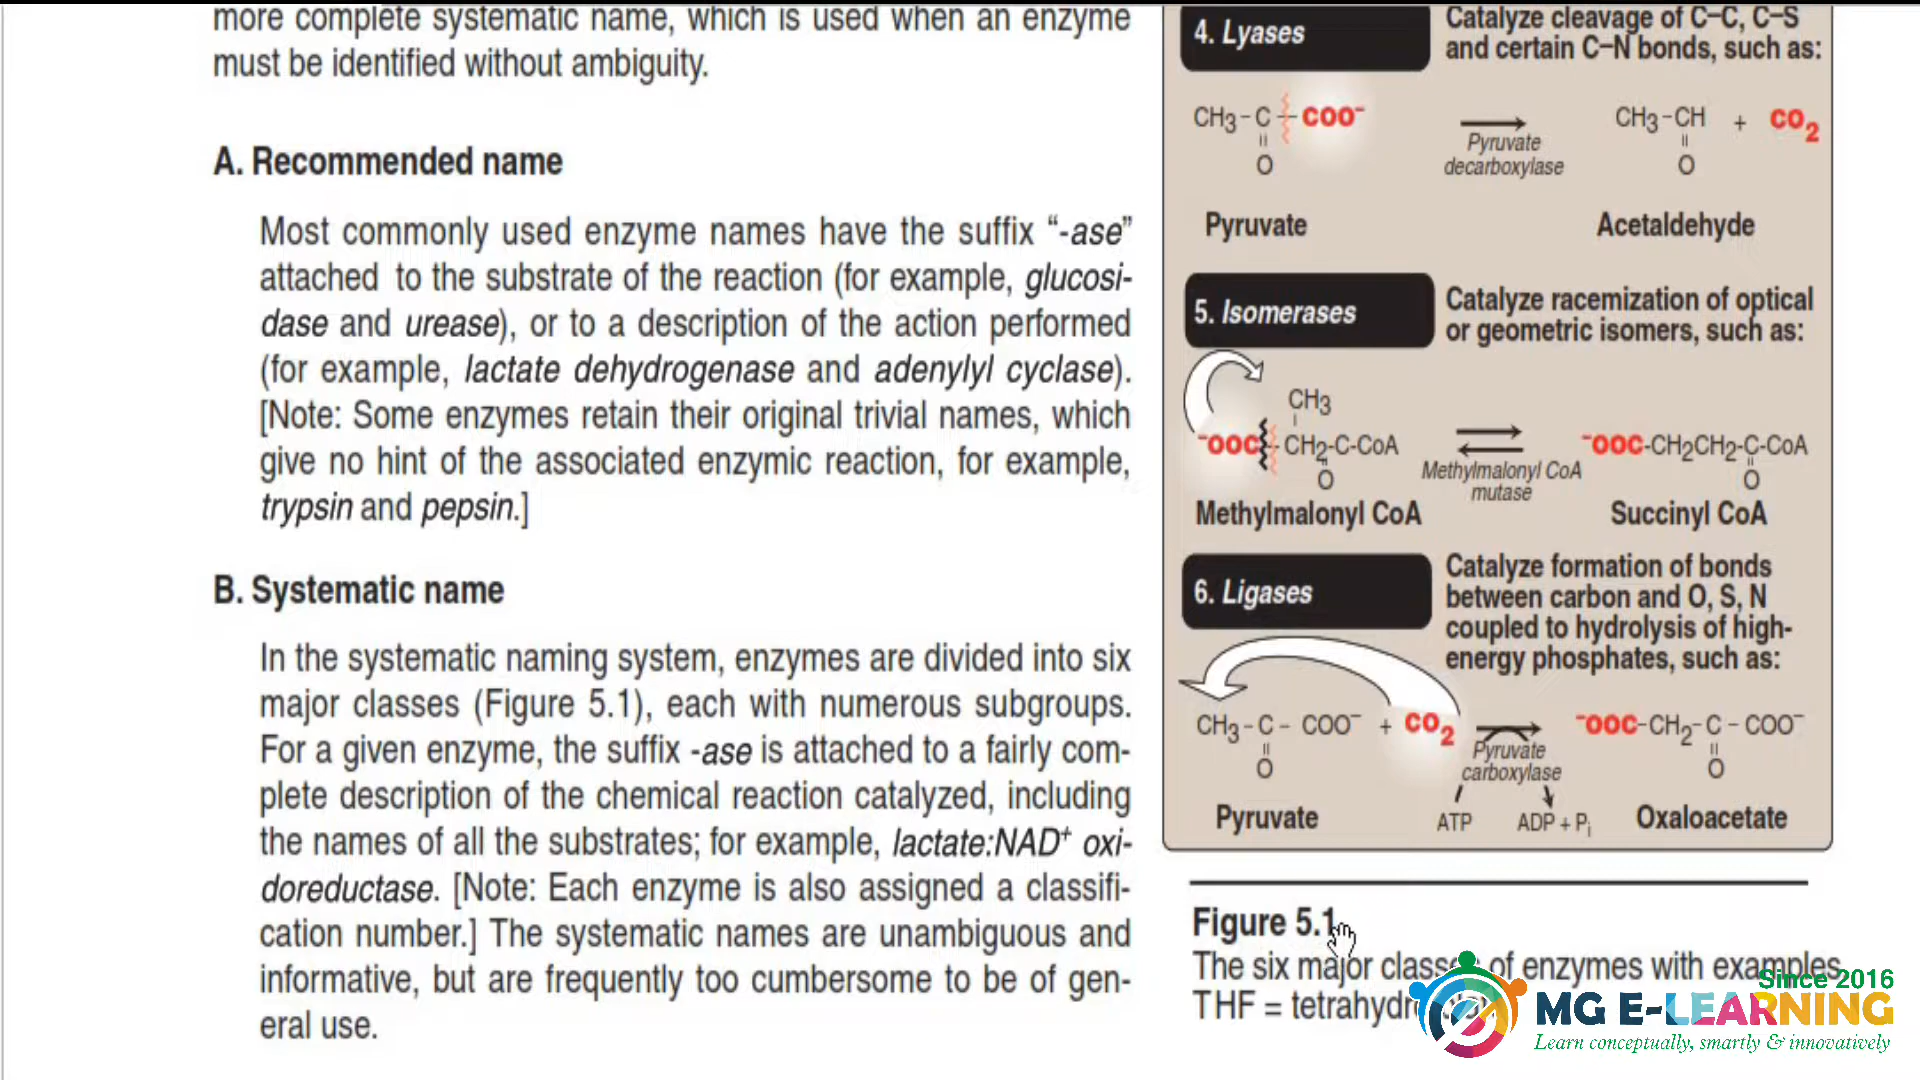 more complete systematic name, which is used when an enzyme
must be identified without ambiguity.
A. Recommended name
Most commonly used enzyme names have the suffix “-ase”
attached to the substrate of the reaction (for example, glucosi-
dase and urease), or to a description of the action performed
(for example, lactate dehydrogenase and adenylyl cyclase).
[Note: Some enzymes retain their original trivial names, which
give no hint of the associated enzymic reaction, for example,
trypsin and pepsin.]
B. Systematic name
In the systematic naming system, enzymes are divided into six
major classes (Figure 5.1), each with numerous subgroups.
For a given enzyme, the suffix -ase is attached to a fairly com-
plete description of the chemical reaction catalyzed, including
the names of all the substrates; for example, lactate:NAD⁺ oxi-
doreductase. [Note: Each enzyme is also assigned a classifi-
cation number.] The systematic names are unambiguous and
informative, but are frequently too cumbersome to be of gen-
eral use.
4. Lyases
Catalyze cleavage of C–C, C–S
and certain C–N bonds, such as:
CH3-C-COO⁻ CH3-CH + CO2
O O
Pyruvate
decarboxylase
Pyruvate Acetaldehyde
5. Isomerases
Catalyze racemization of optical
or geometric isomers, such as:
CH3
⁻OOC-CH2-C-CoA ⁻OOC-CH2CH2-C-CoA
O O
Methylmalonyl CoA
mutase
Methylmalonyl CoA Succinyl CoA
6. Ligases
Catalyze formation of bonds
between carbon and O, S, N
coupled to hydrolysis of high-
energy phosphates, such as:
CH3-C-COO⁻ + CO2 ⁻OOC-CH2-C-COO⁻
O O
Pyruvate
carboxylase
Pyruvate ATP ADP + Pi Oxaloacetate
Figure 5.1
The six major classes of enzymes with examples
THF = tetrahydr
Since 2016
MG E-LEARNING
Learn conceptually, smartly & innovatively